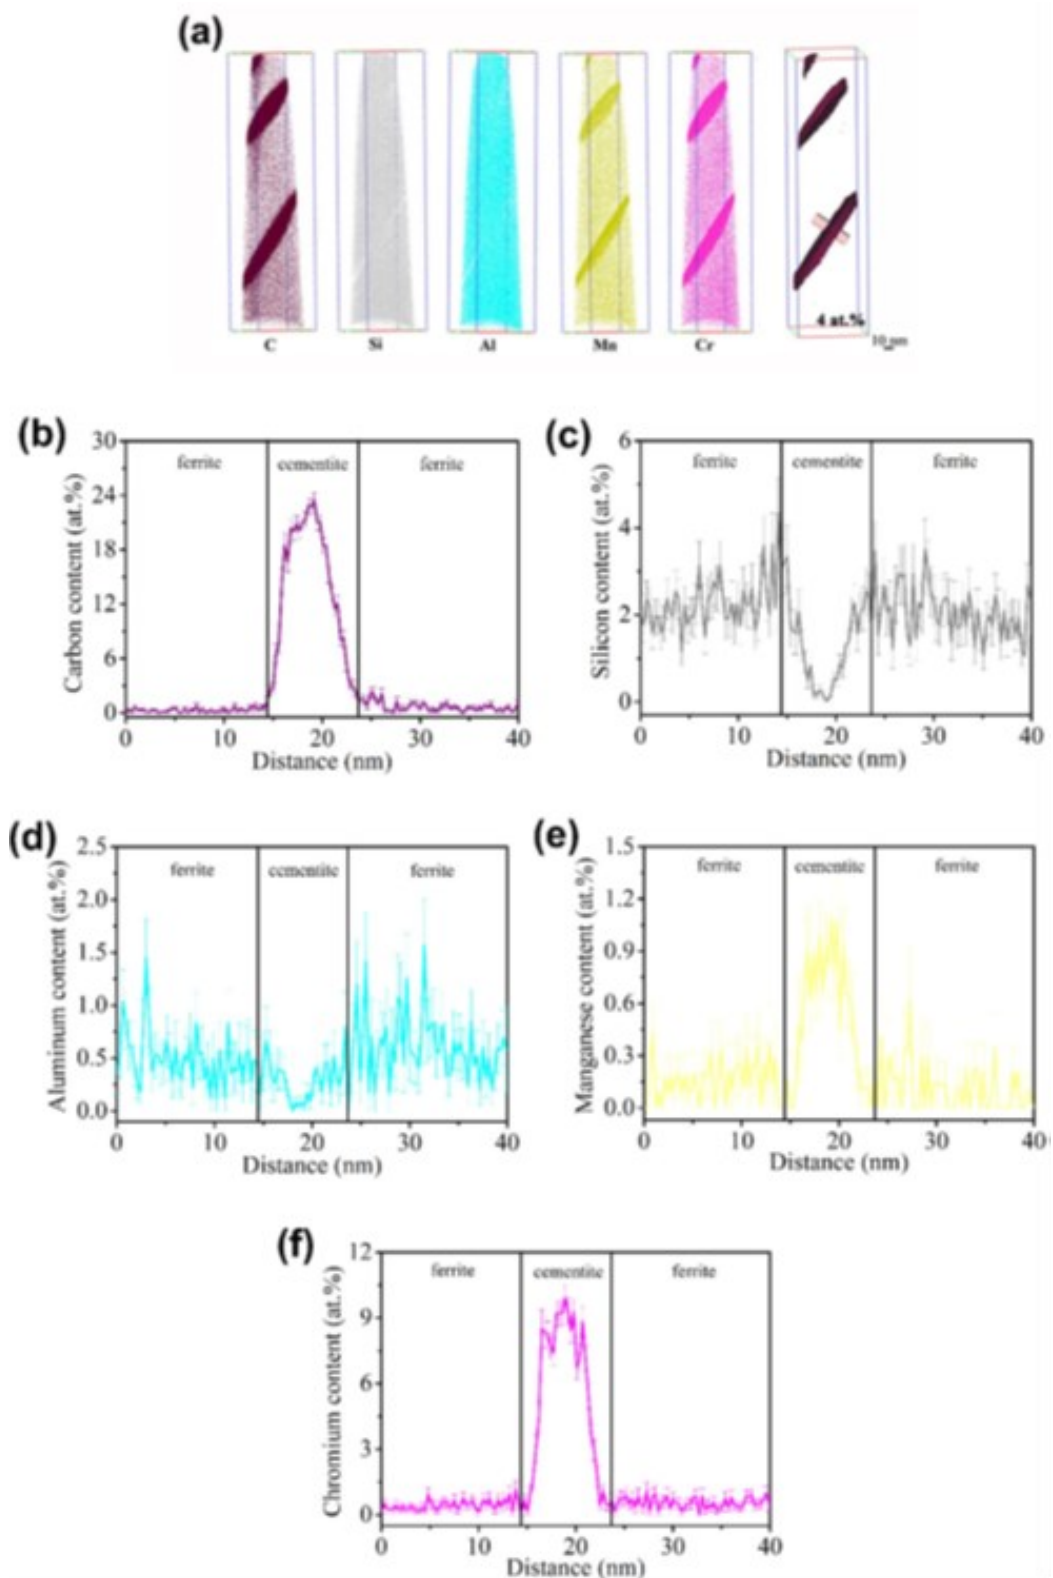 (a)
C Si Al Mn Cr 4 at.% 10 nm
(b)
Carbon content (at.%)
30
24
18
12
6
0
ferrite cementite ferrite
0 10 20 30 40
Distance (nm)
(c)
Silicon content (at.%)
6
4
2
0
ferrite cementite ferrite
0 10 20 30 40
Distance (nm)
(d)
Aluminum content (at.%)
2.5
2.0
1.5
1.0
0.5
0.0
ferrite cementite ferrite
0 10 20 30 40
Distance (nm)
(e)
Manganese content (at.%)
1.5
1.2
0.9
0.6
0.3
0.0
ferrite cementite ferrite
0 10 20 30 40
Distance (nm)
(f)
Chromium content (at.%)
12
9
6
3
0
ferrite cementite ferrite
0 10 20 30 40
Distance (nm)